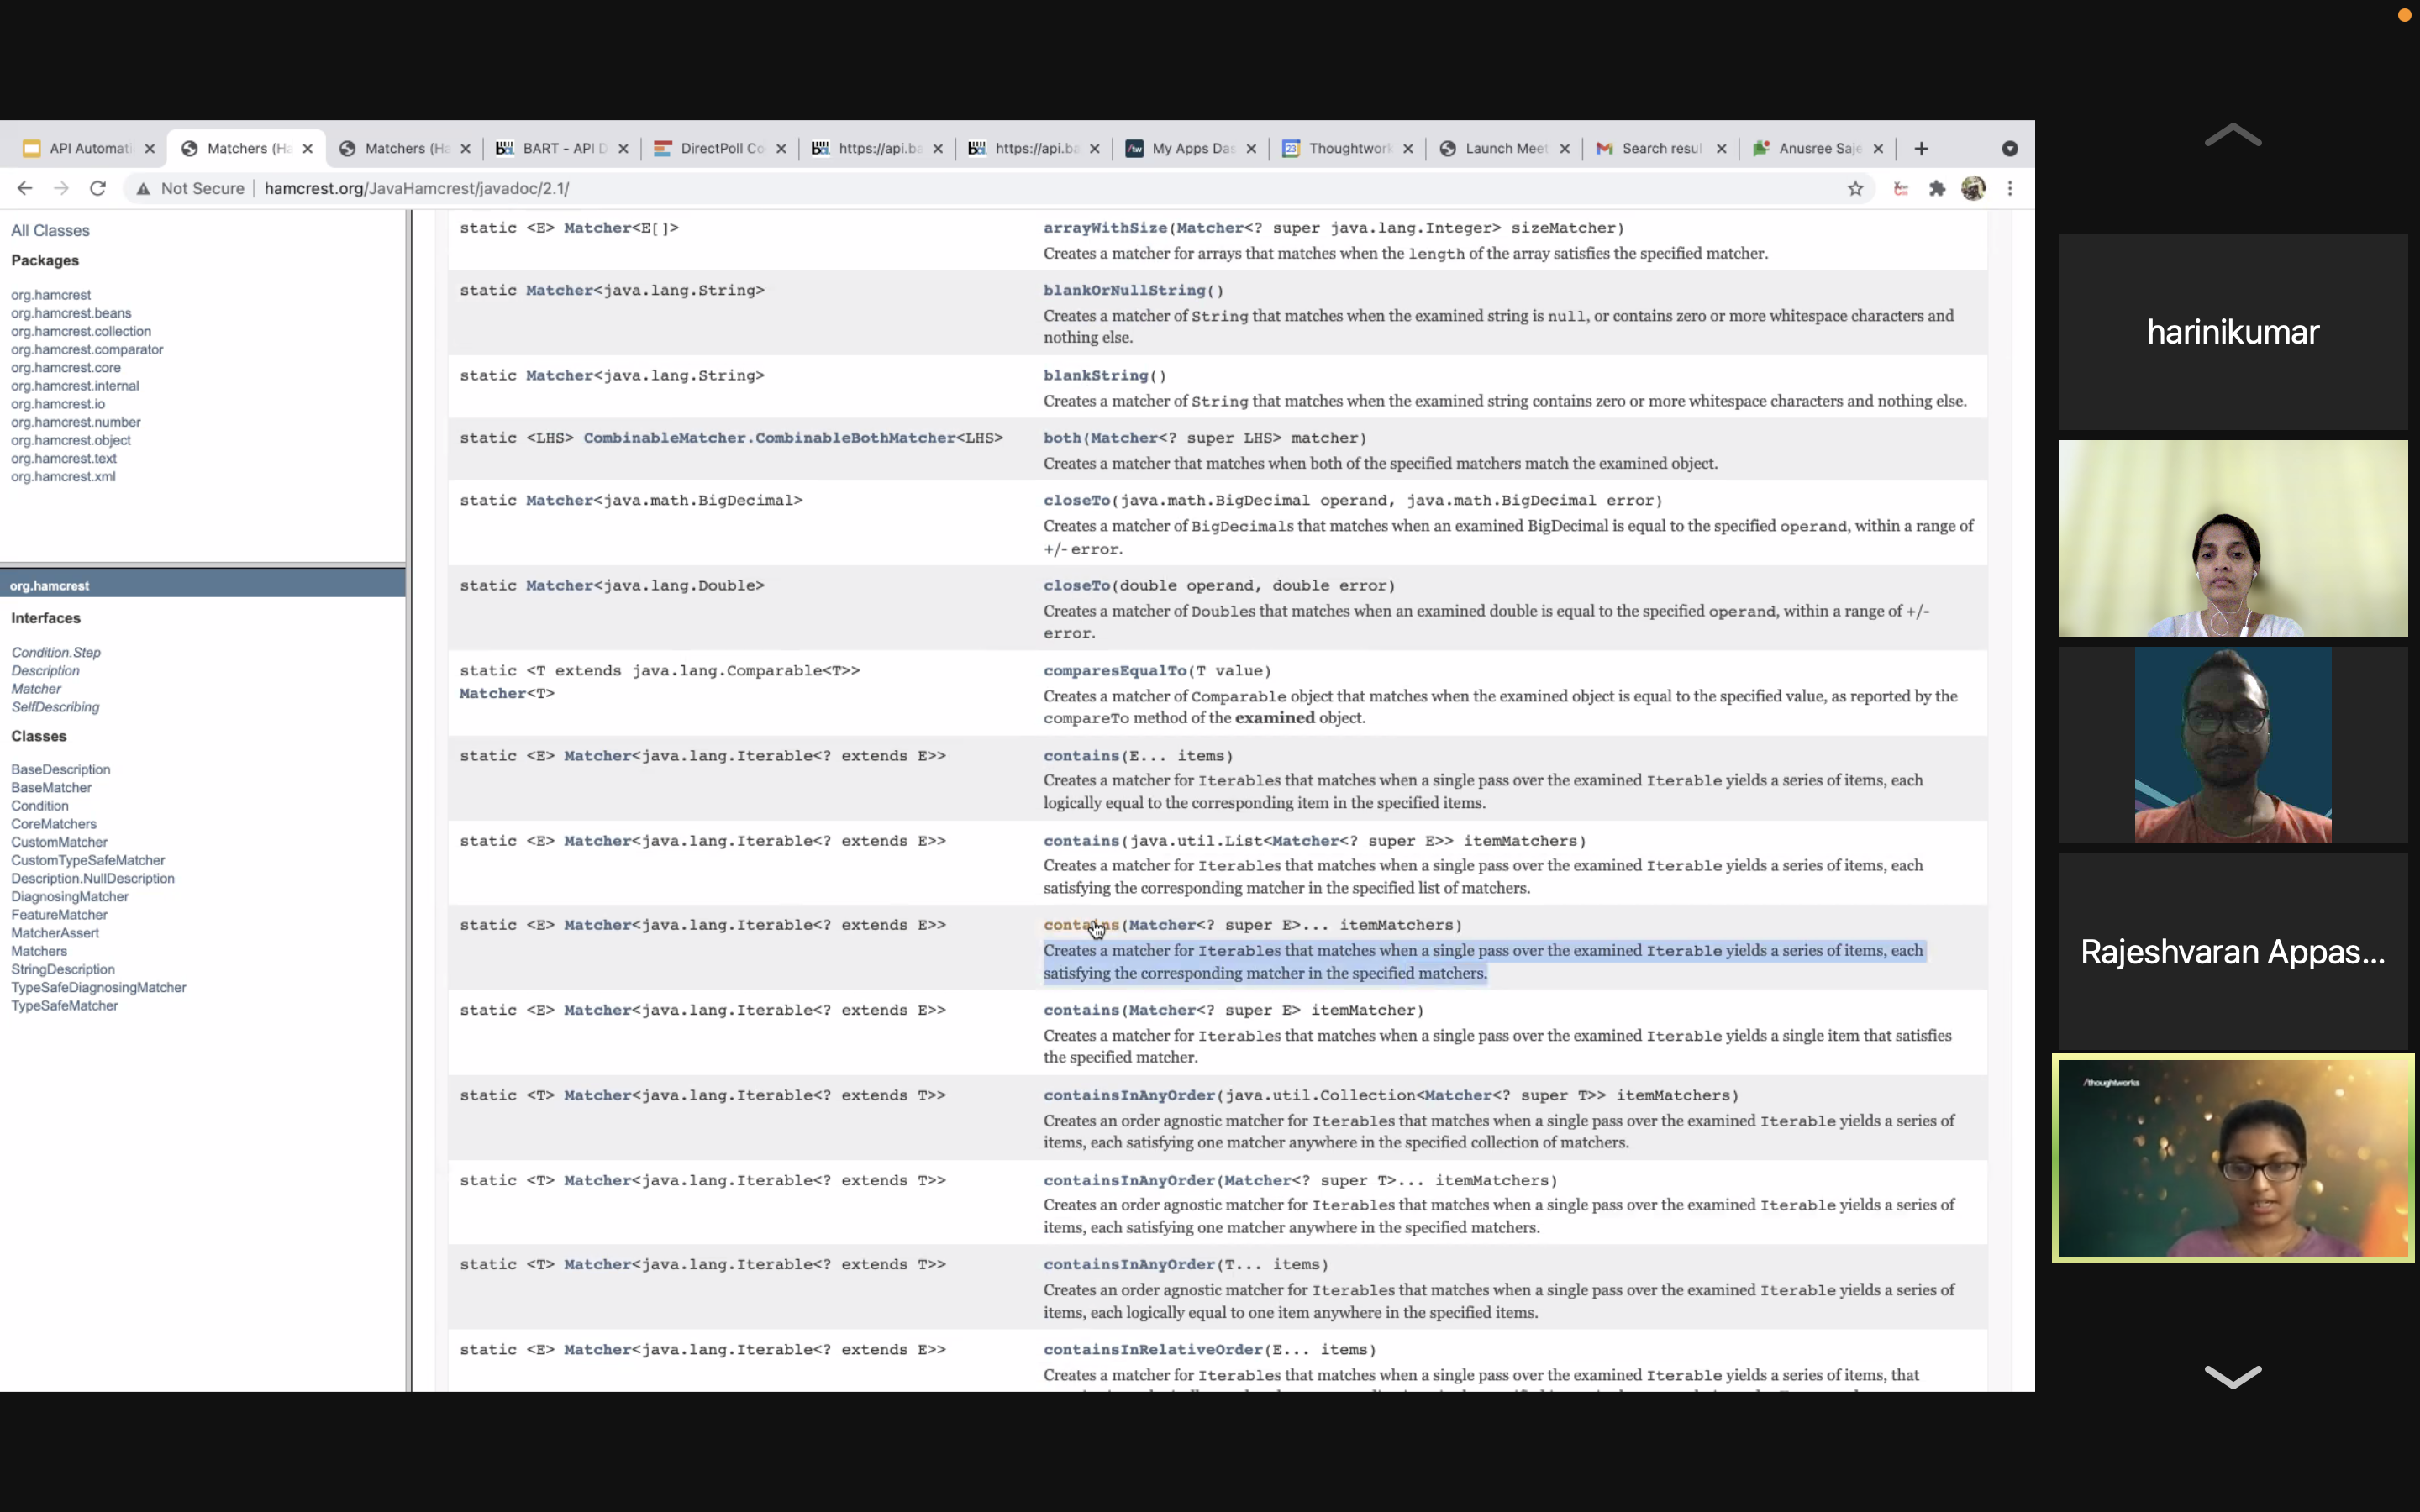 API Automati
Matchers (Ha
Matchers (Ha
BART - API D
DirectPoll Co
https://api.ba
https://api.ba
My Apps Das
Thoughtwork
Launch Meet
Search resul
Anusree Saje
Not Secure hamcrest.org/JavaHamcrest/javadoc/2.1/
All Classes
Packages
org.hamcrest
org.hamcrest.beans
org.hamcrest.collection
org.hamcrest.comparator
org.hamcrest.core
org.hamcrest.internal
org.hamcrest.io
org.hamcrest.number
org.hamcrest.object
org.hamcrest.text
org.hamcrest.xml
org.hamcrest
Interfaces
Condition.Step
Description
Matcher
SelfDescribing
Classes
BaseDescription
BaseMatcher
Condition
CoreMatchers
CustomMatcher
CustomTypeSafeMatcher
Description.NullDescription
DiagnosingMatcher
FeatureMatcher
MatcherAssert
Matchers
StringDescription
TypeSafeDiagnosingMatcher
TypeSafeMatcher
static <E> Matcher<E[]> arrayWithSize(Matcher<? super java.lang.Integer> sizeMatcher)
Creates a matcher for arrays that matches when the length of the array satisfies the specified matcher.
static Matcher<java.lang.String> blankOrNullString()
Creates a matcher of String that matches when the examined string is null, or contains zero or more whitespace characters and
nothing else.
static Matcher<java.lang.String> blankString()
Creates a matcher of String that matches when the examined string contains zero or more whitespace characters and nothing else.
static <LHS> CombinableMatcher.CombinableBothMatcher<LHS> both(Matcher<? super LHS> matcher)
Creates a matcher that matches when both of the specified matchers match the examined object.
static Matcher<java.math.BigDecimal> closeTo(java.math.BigDecimal operand, java.math.BigDecimal error)
Creates a matcher of BigDecimals that matches when an examined BigDecimal is equal to the specified operand, within a range of
+/- error.
static Matcher<java.lang.Double> closeTo(double operand, double error)
Creates a matcher of Doubles that matches when an examined double is equal to the specified operand, within a range of +/-
error.
static <T extends java.lang.Comparable<T>> comparesEqualTo(T value)
Matcher<T>
Creates a matcher of Comparable object that matches when the examined object is equal to the specified value, as reported by the
compareTo method of the examined object.
static <E> Matcher<java.lang.Iterable<? extends E>> contains(E... items)
Creates a matcher for Iterables that matches when a single pass over the examined Iterable yields a series of items, each
logically equal to the corresponding item in the specified items.
static <E> Matcher<java.lang.Iterable<? extends E>> contains(java.util.List<Matcher<? super E>> itemMatchers)
Creates a matcher for Iterables that matches when a single pass over the examined Iterable yields a series of items, each
satisfying the corresponding matcher in the specified list of matchers.
static <E> Matcher<java.lang.Iterable<? extends E>> contains(Matcher<? super E>... itemMatchers)
Creates a matcher for Iterables that matches when a single pass over the examined Iterable yields a series of items, each
satisfying the corresponding matcher in the specified matchers.
static <E> Matcher<java.lang.Iterable<? extends E>> contains(Matcher<? super E> itemMatcher)
Creates a matcher for Iterables that matches when a single pass over the examined Iterable yields a single item that satisfies
the specified matcher.
static <T> Matcher<java.lang.Iterable<? extends T>> containsInAnyOrder(java.util.Collection<Matcher<? super T>> itemMatchers)
Creates an order agnostic matcher for Iterables that matches when a single pass over the examined Iterable yields a series of
items, each satisfying one matcher anywhere in the specified collection of matchers.
static <T> Matcher<java.lang.Iterable<? extends T>> containsInAnyOrder(Matcher<? super T>... itemMatchers)
Creates an order agnostic matcher for Iterables that matches when a single pass over the examined Iterable yields a series of
items, each satisfying one matcher anywhere in the specified matchers.
static <T> Matcher<java.lang.Iterable<? extends T>> containsInAnyOrder(T... items)
Creates an order agnostic matcher for Iterables that matches when a single pass over the examined Iterable yields a series of
items, each logically equal to one item anywhere in the specified items.
static <E> Matcher<java.lang.Iterable<? extends E>> containsInRelativeOrder(E... items)
Creates a matcher for Iterables that matches when a single pass over the examined Iterable yields a series of items, that
harinikumar
Rajeshvaran Appas...
/thoughtworks